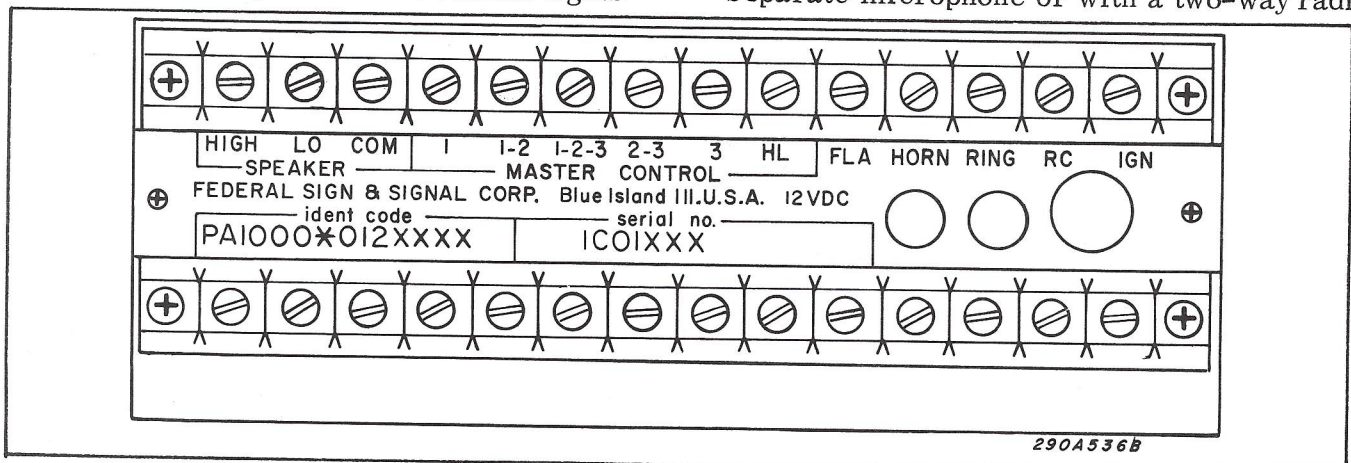 Separate microphone or with a two-way radi
HIGH LO COM 1 1-2 1-2-3 2-3 3 HL FLA HORN RING RC IGN
SPEAKER MASTER CONTROL
FEDERAL SIGN & SIGNAL CORP. Blue Island Ill. U.S.A. 12VDC
ident code serial no.
PA1000*012XXXX 1C01XXX
290A536B